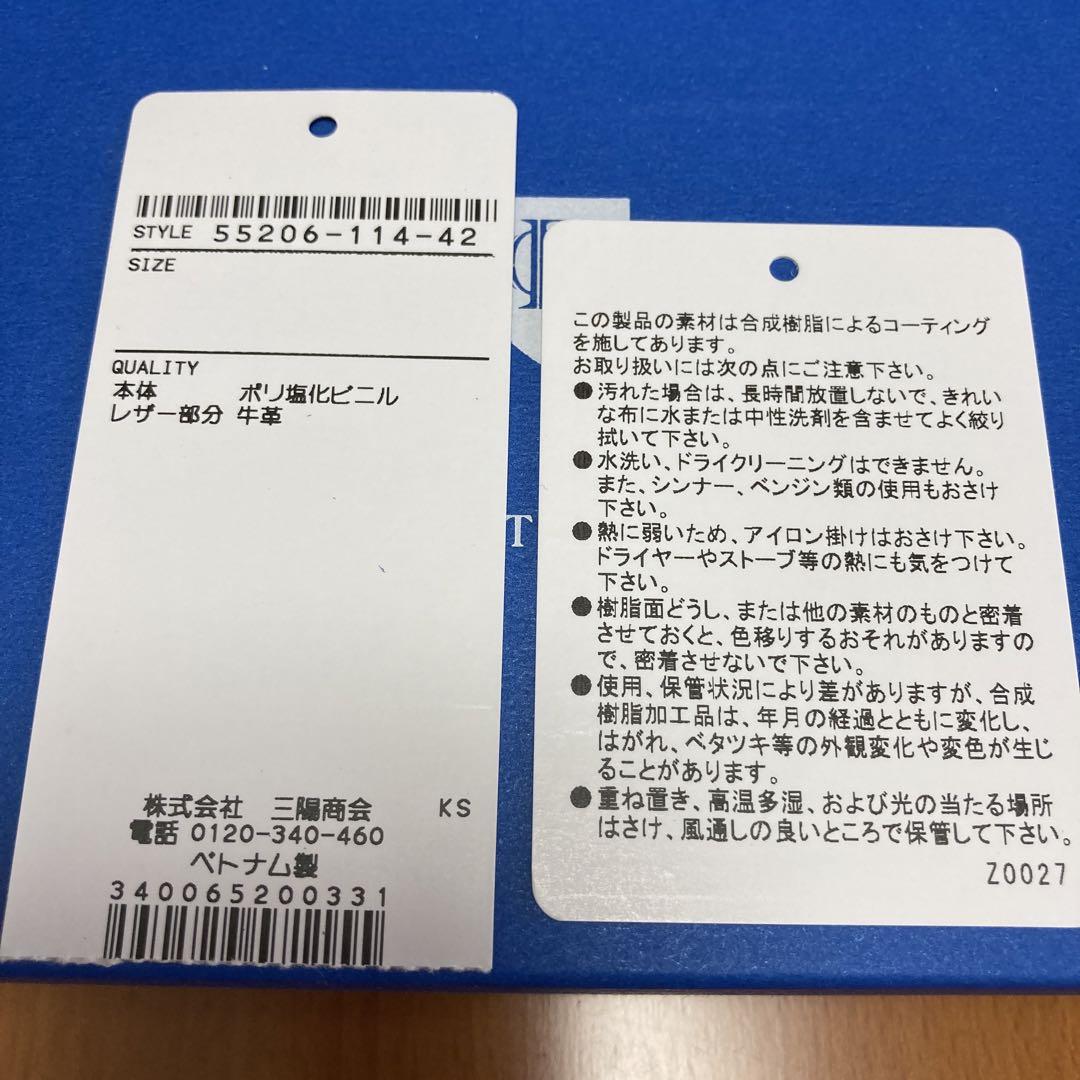 STYLE 55206-114-42
SIZE
QUALITY
本体 ポリ塩化ビニル
レザー部分 牛革
株式会社 三陽商会 KS
電話 0120-340-460
ベトナム製
340065200331
この製品の素材は合成樹脂によるコーティング
を施してあります。
お取り扱いには次の点にご注意下さい。
●汚れた場合は、長時間放置しないで、きれい
な布に水または中性洗剤を含ませてよく絞り
拭いて下さい。
●水洗い、ドライクリーニングはできません。
また、シンナー、ベンジン類の使用もおさけ
下さい。
●熱に弱いため、アイロン掛けはおさけ下さい。
ドライヤーやストーブ等の熱にも気をつけて
下さい。
●樹脂面どうし、または他の素材のものと密着
させておくと、色移りするおそれがありますの
で、密着させないで下さい。
●使用、保管状況により差がありますが、合成
樹脂加工品は、年月の経過とともに変化し、
はがれ、ベタツキ等の外観変化や変色が生じ
ることがあります。
●重ね置き、高温多湿、および光の当たる場所
はさけ、風通しの良いところで保管して下さい。
Z0027
T